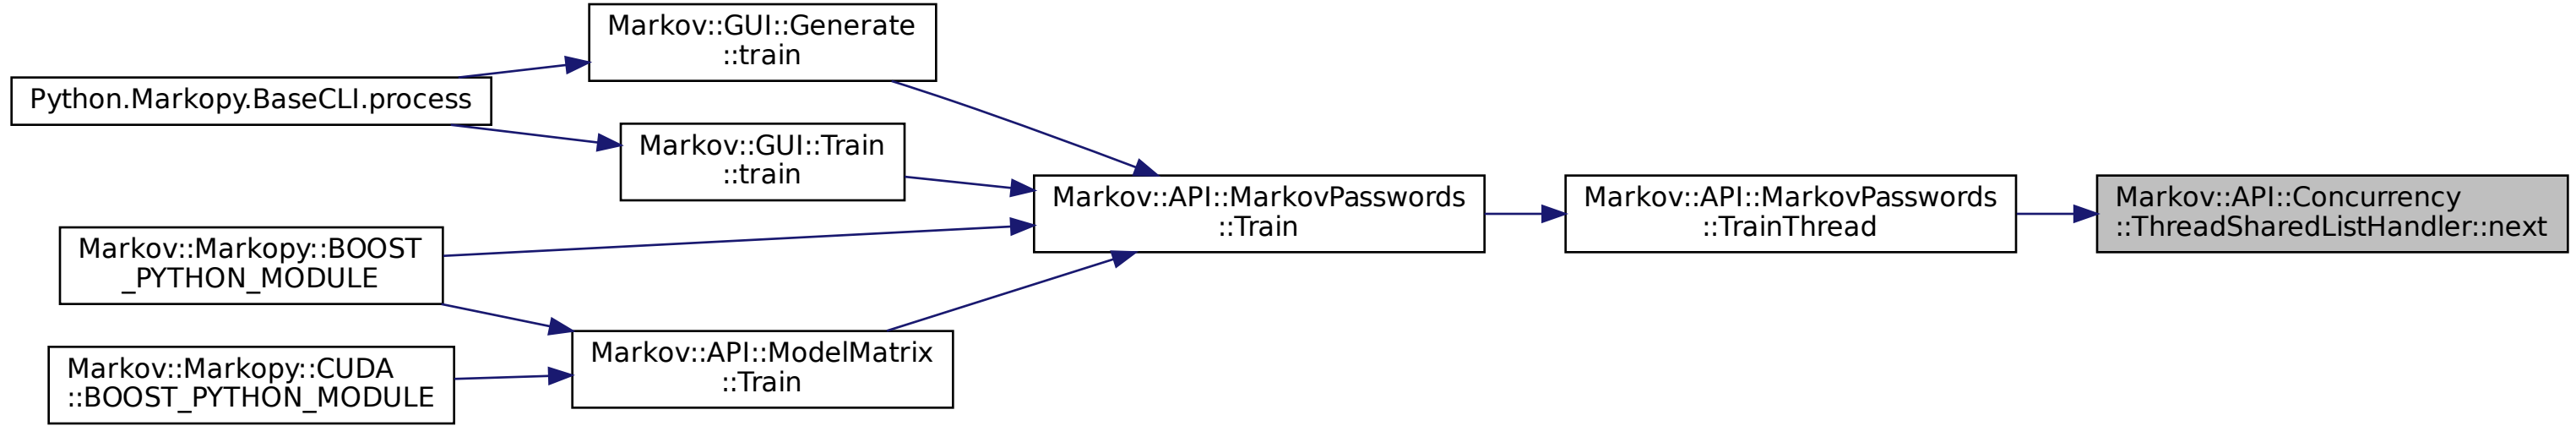 Markov::GUI::Generate
::train
Python.Markopy.BaseCLI.process
Markov::GUI::Train
::train
Markov::API::MarkovPasswords
::Train
Markov::API::MarkovPasswords
::TrainThread
Markov::API::Concurrency
::ThreadSharedListHandler::next
Markov::Markopy::BOOST
_PYTHON_MODULE
Markov::API::ModelMatrix
::Train
Markov::Markopy::CUDA
::BOOST_PYTHON_MODULE